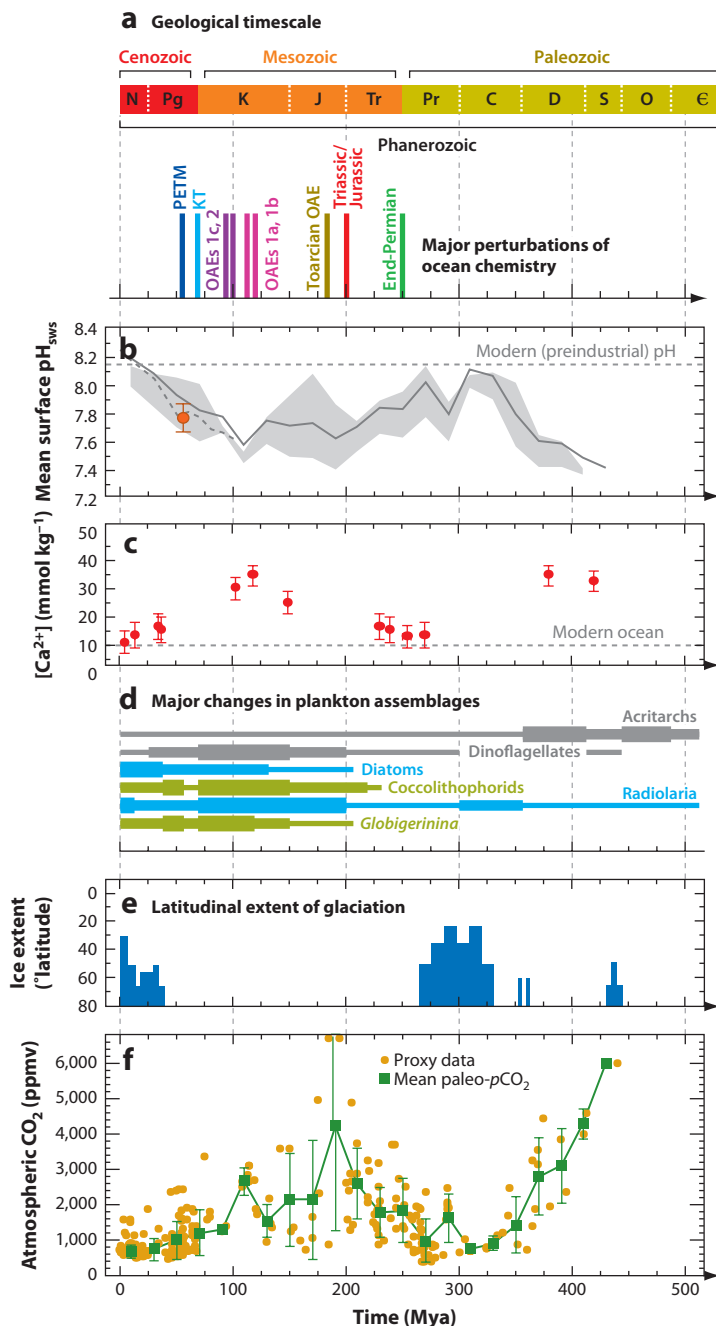 a Geological timescale
Cenozoic Mesozoic Paleozoic
N Pg K J Tr Pr C D S O Є
Phanerozoic
PETM
KT
OAEs 1c, 2
OAEs 1a, 1b
Toarcian OAE
Triassic/
Jurassic
End-Permian
Major perturbations of
ocean chemistry
b
Mean surface pHsws
8.4
8.2
8.0
7.8
7.6
7.4
7.2
Modern (preindustrial) pH
c
[Ca2+] (mmol kg−1)
50
40
30
20
10
0
Modern ocean
d Major changes in plankton assemblages
Acritarchs
Dinoflagellates
Diatoms
Coccolithophorids
Radiolaria
Globigerinina
e Latitudinal extent of glaciation
Ice extent
(°latitude)
0
20
40
60
80
f
Proxy data
Mean paleo-pCO2
Atmospheric CO2 (ppmv)
6,000
5,000
4,000
3,000
2,000
1,000
0
0 100 200 300 400 500
Time (Mya)